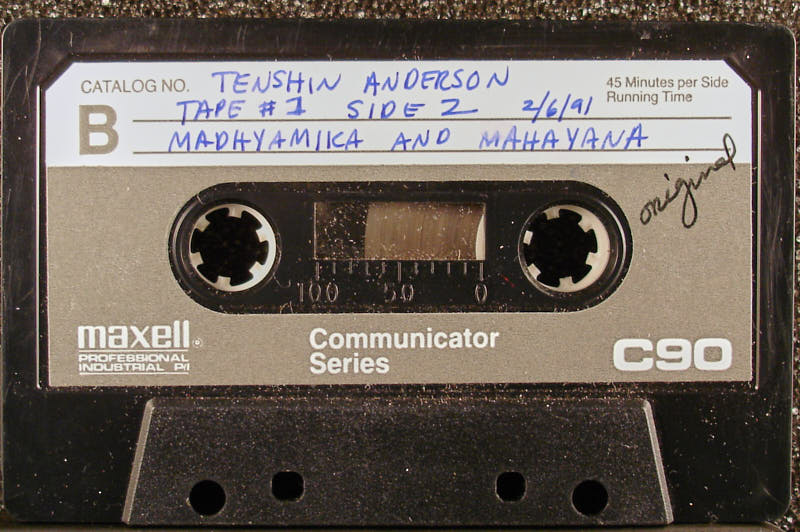 CATALOG NO. TENSHIN ANDERSON
45 Minutes per Side
Running Time
B TAPE #1 SIDE 2 2/6/91
MADHYAMIKA AND MAHAYANA
original
100 50 0
maxell
PROFESSIONAL
INDUSTRIAL P/I
Communicator
Series
C90